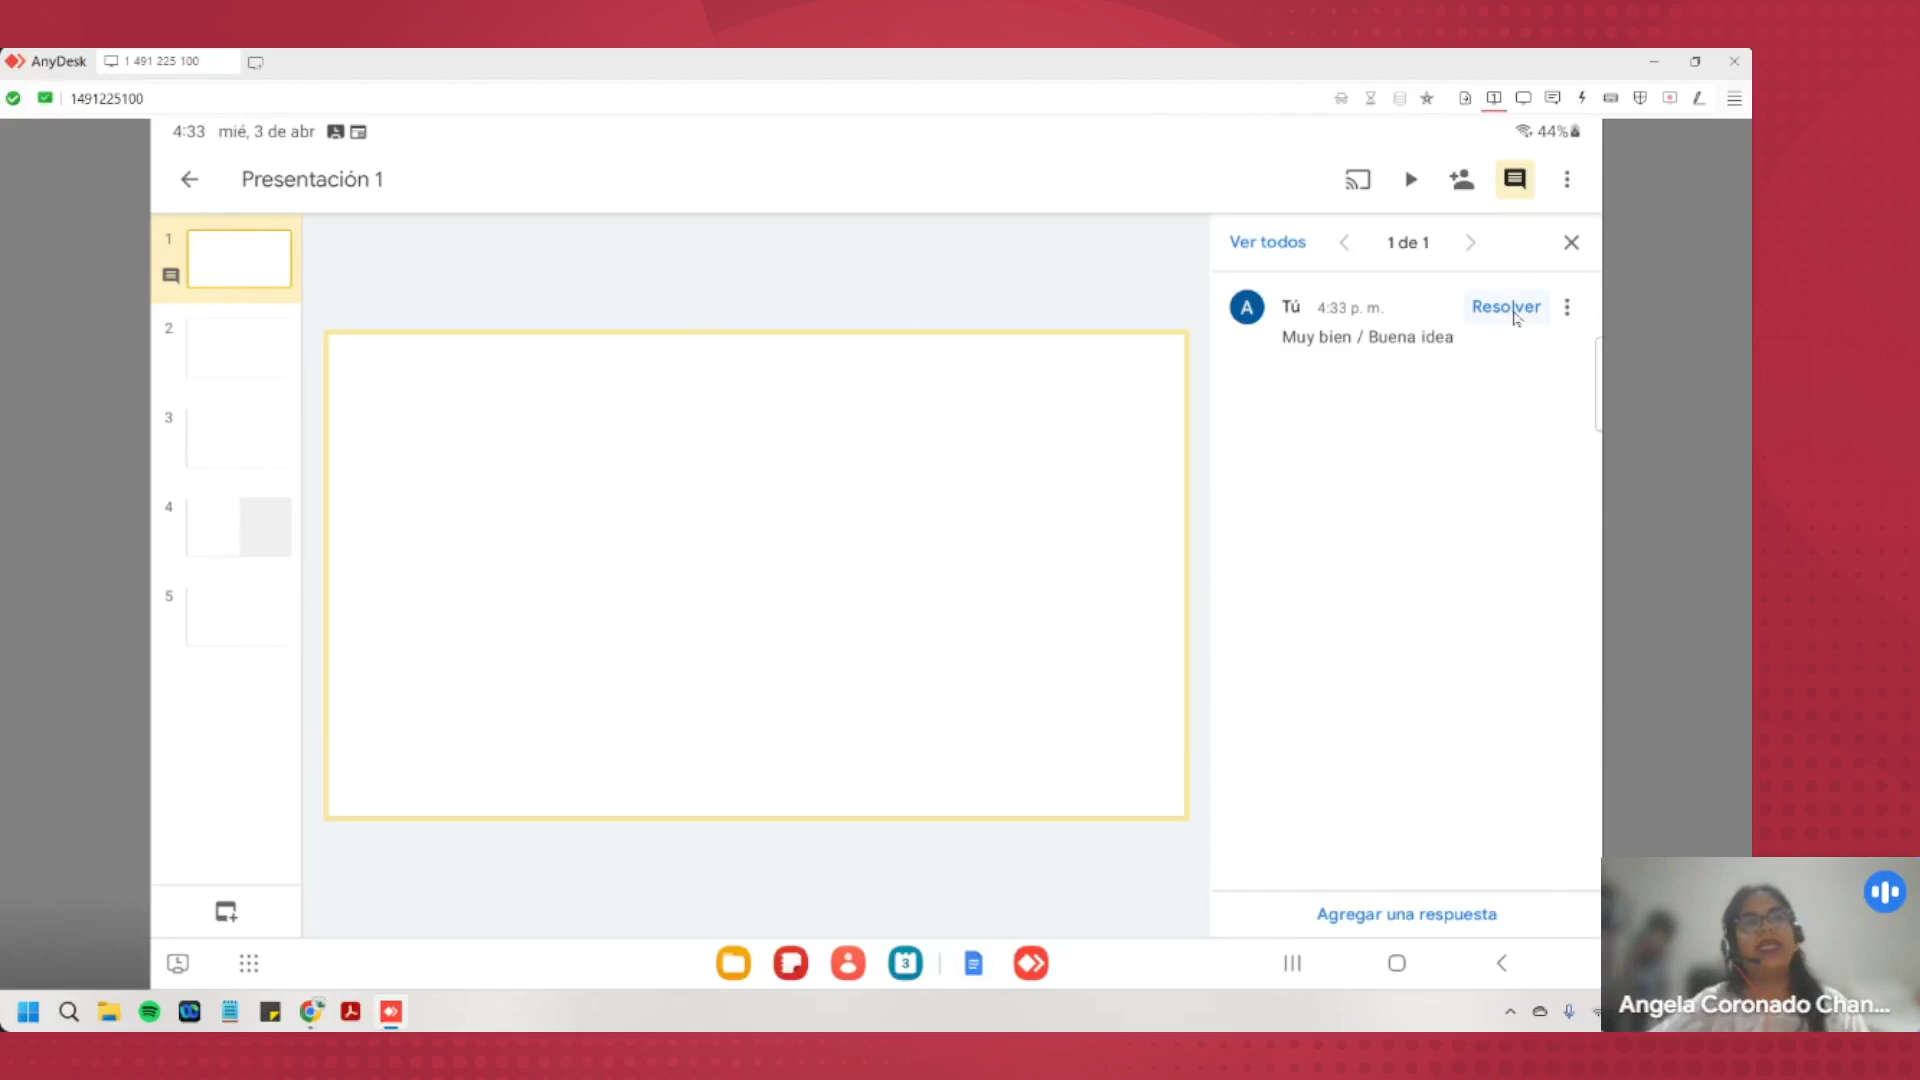 AnyDesk
1 491 225 100
1491225100
4:33 mié, 3 de abr
44%
Presentación 1
1
2
3
4
5
Ver todos
1 de 1
A
Tú 4:33 p. m. Resolver
Muy bien / Buena idea
Agregar una respuesta
3
Angela Coronado Chan...